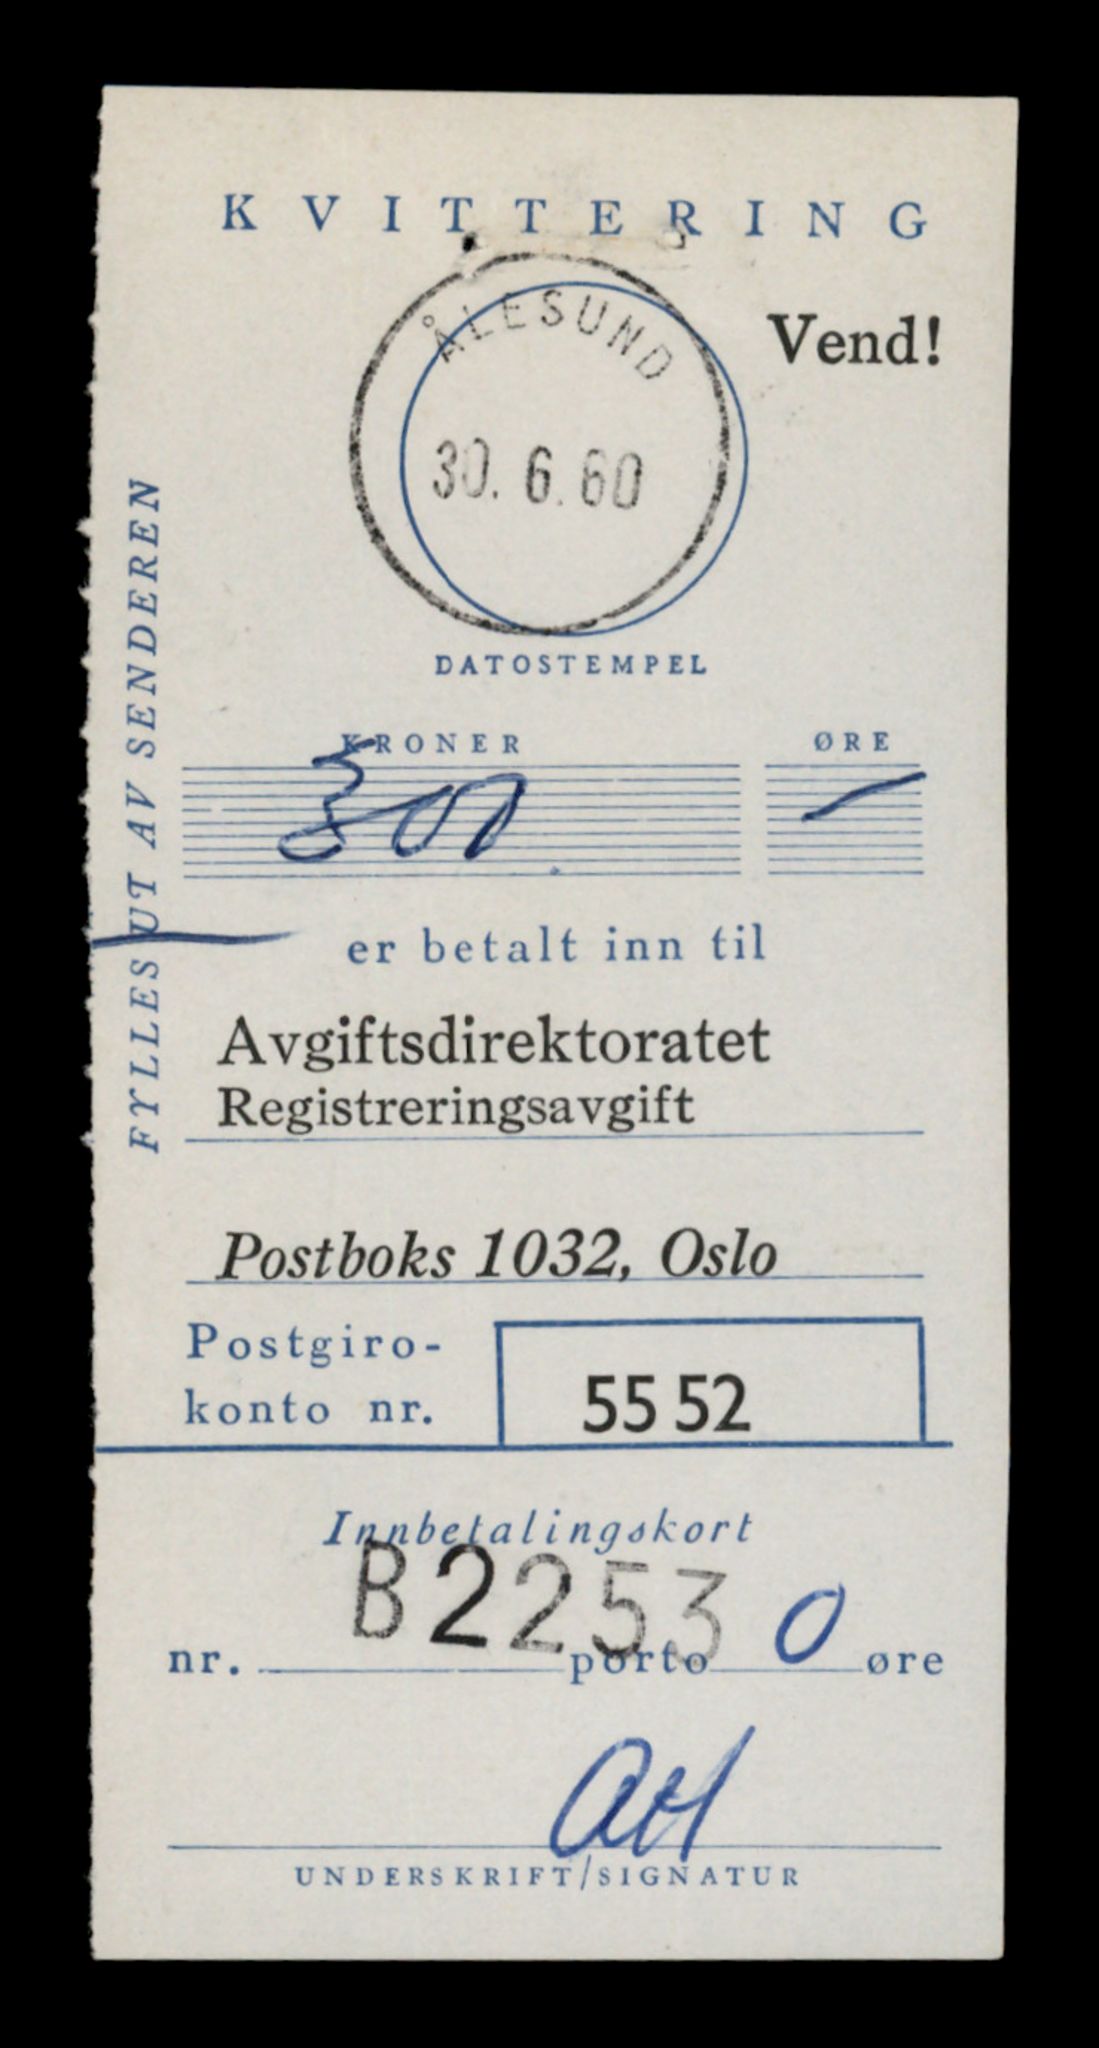 KVITTERING
Vend!
ÅLESUND
30. 6. 60
DATOSTEMPEL
FYLLES UT AV SENDEREN
KRONER ØRE
300 —
er betalt inn til
Avgiftsdirektoratet
Registreringsavgift
Postboks 1032, Oslo
Postgiro-
konto nr. 55 52
Innbetalingskort
B2253
nr. porto 0 øre
UNDERSKRIFT/SIGNATUR